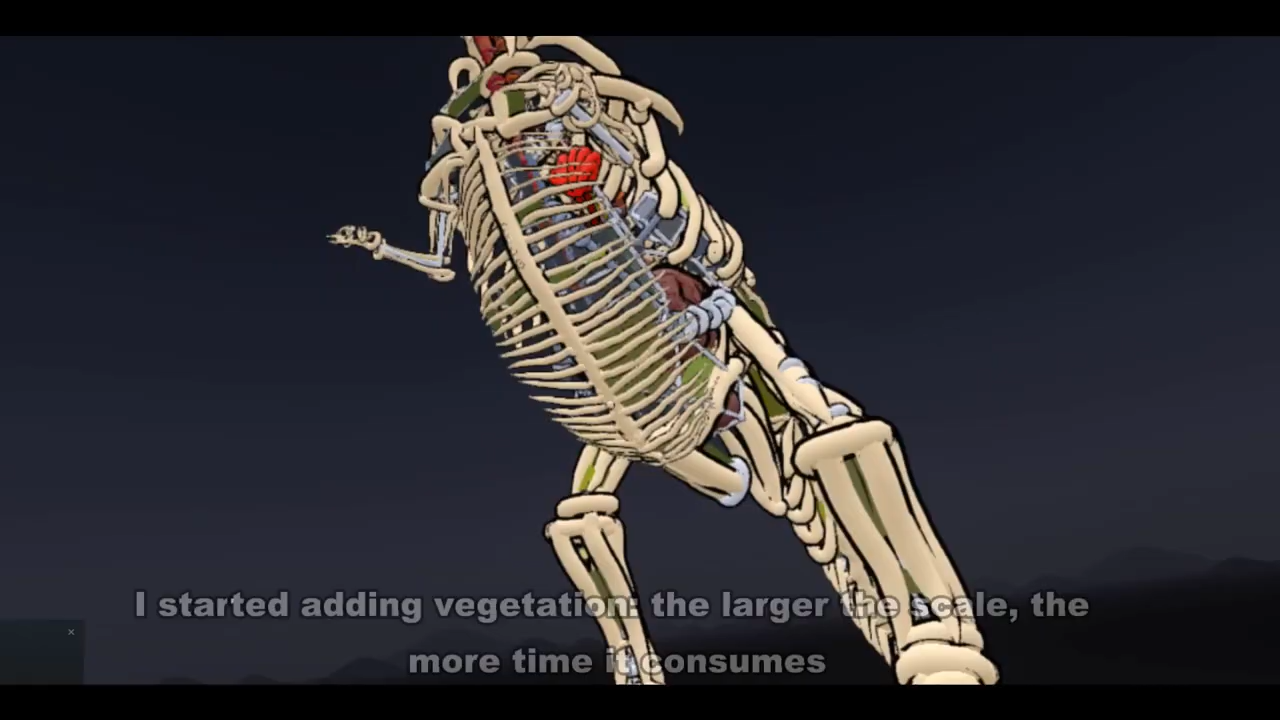 I started adding vegetation: the larger the scale, the
more time it consumes